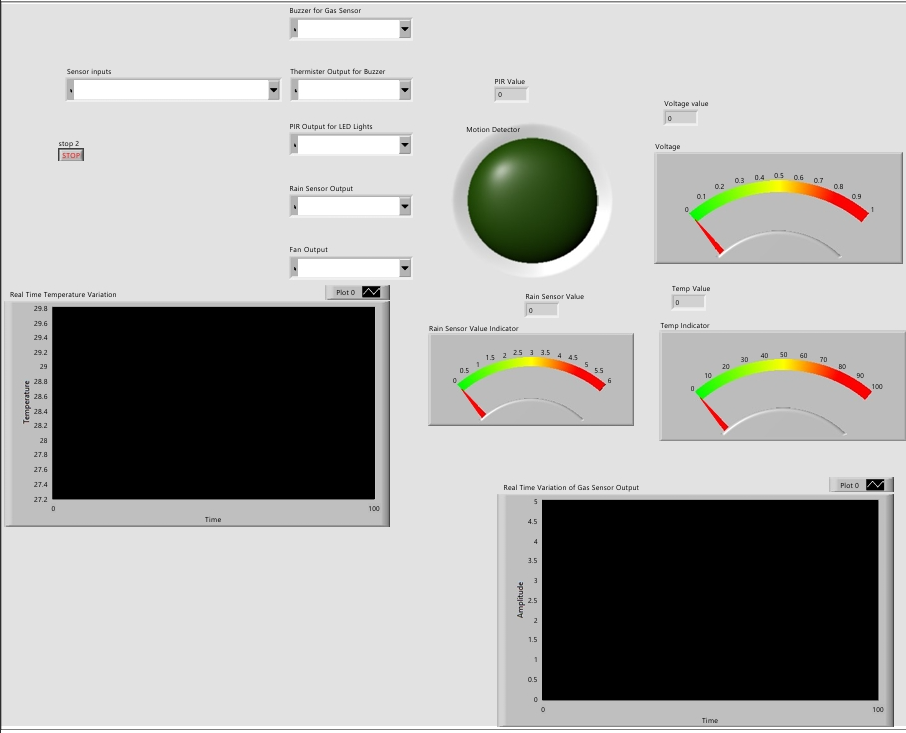 Buzzer for Gas Sensor
Sensor inputs
Thermister Output for Buzzer
PIR Value
0
Voltage value
0
PIR Output for LED Lights
Motion Detector
stop 2
STOP
Voltage
0 0.1 0.2 0.3 0.4 0.5 0.6 0.7 0.8 0.9 1
Rain Sensor Output
Fan Output
Real Time Temperature Variation
Plot 0
29.8
29.6
29.4
29.2
29
28.8
28.6
28.4
28.2
28
27.8
27.6
27.4
27.2
Temperature
0 100
Time
Rain Sensor Value
0
Temp Value
0
Rain Sensor Value Indicator
0 0.5 1 1.5 2 2.5 3 3.5 4 4.5 5 5.5 6
Temp Indicator
0 10 20 30 40 50 60 70 80 90 100
Real Time Variation of Gas Sensor Output
Plot 0
5
4.5
4
3.5
3
2.5
2
1.5
1
0.5
0
Amplitude
0 100
Time